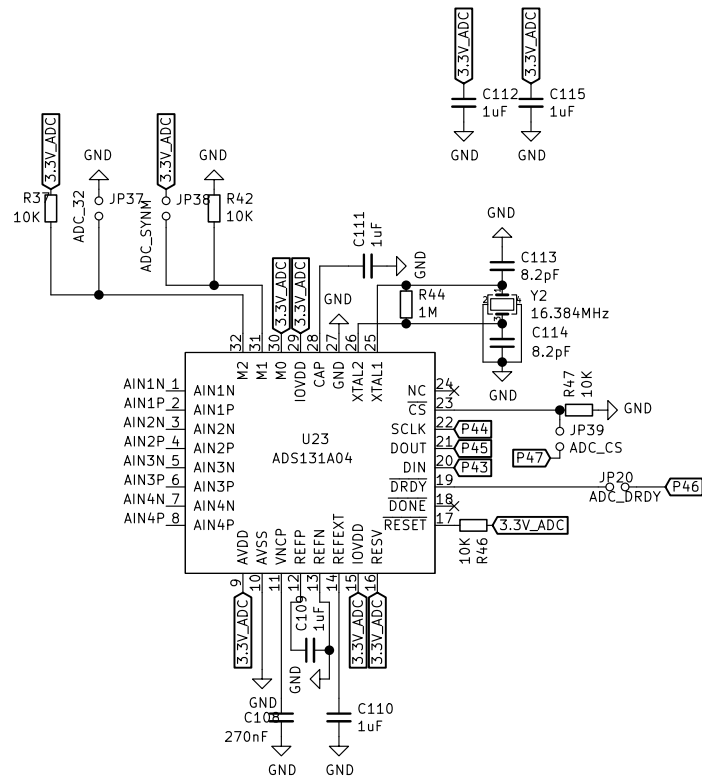 3.3V_ADC
3.3V_ADC
C112
1uF
C115
1uF
GND
GND
3.3V_ADC
GND
3.3V_ADC
GND
R37
10K
ADC_32
JP37
ADC_SYNM
JP38
R42
10K
C111
1uF
GND
GND
C113
8.2pF
3.3V_ADC
3.3V_ADC
GND
R44
1M
1
2
4
3
Y2
16.384MHz
C114
8.2pF
GND
32
31
30
29
28
27
26
25
M2
M1
M0
IOVDD
CAP
GND
XTAL2
XTAL1
AIN1N 1 AIN1N
AIN1P 2 AIN1P
AIN2N 3 AIN2N
AIN2P 4 AIN2P
AIN3N 5 AIN3N
AIN3P 6 AIN3P
AIN4N 7 AIN4N
AIN4P 8 AIN4P
U23
ADS131A04
NC 24
CS 23
SCLK 22 P44
DOUT 21 P45
DIN 20 P43
DRDY 19
DONE 18
RESET 17
R47
10K
GND
JP39
ADC_CS
P47
JP20
ADC_DRDY
P46
10K
R46
3.3V_ADC
AVDD
AVSS
VNCP
REFP
REFN
REFEXT
IOVDD
RESV
9
10
11
12
13
14
15
16
3.3V_ADC
C109
1uF
3.3V_ADC
3.3V_ADC
GND
GND
C108
270nF
C110
1uF
GND
GND